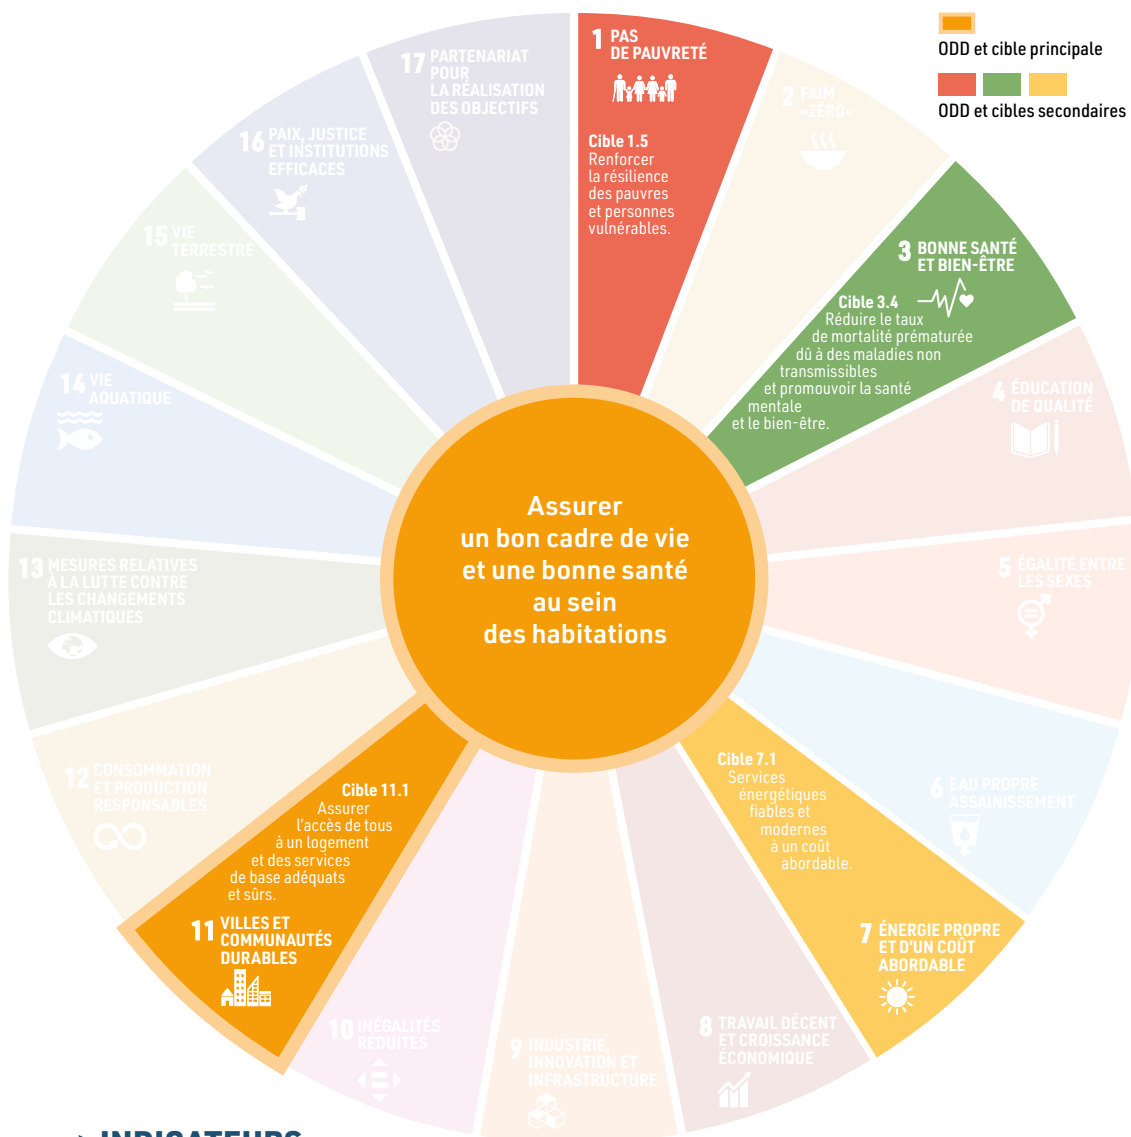 ODD et cible principale
ODD et cibles secondaires
1 PAS
DE PAUVRETÉ
Cible 1.5
Renforcer
la résilience
des pauvres
et personnes
vulnérables.
2 FAIM
«ZÉRO»
3 BONNE SANTÉ
ET BIEN-ÊTRE
Cible 3.4
Réduire le taux
de mortalité prématurée
dû à des maladies non
transmissibles
et promouvoir la santé
mentale
et le bien-être.
4 ÉDUCATION
DE QUALITÉ
5 ÉGALITÉ ENTRE
LES SEXES
6 EAU PROPRE
ASSAINISSEMENT
Cible 7.1
Services
énergétiques
fiables et
modernes
à un coût
abordable.
7 ÉNERGIE PROPRE
ET D'UN COÛT
ABORDABLE
8 TRAVAIL DÉCENT
ET CROISSANCE
ÉCONOMIQUE
9 INDUSTRIE,
INNOVATION ET
INFRASTRUCTURE
10 INÉGALITÉS
RÉDUITES
Cible 11.1
Assurer
l'accès de tous
à un logement
et des services
de base adéquats
et sûrs.
11 VILLES ET
COMMUNAUTÉS
DURABLES
12 CONSOMMATION
ET PRODUCTION
RESPONSABLES
13 MESURES RELATIVES
À LA LUTTE CONTRE
LES CHANGEMENTS
CLIMATIQUES
14 VIE
AQUATIQUE
15 VIE
TERRESTRE
16 PAIX, JUSTICE
ET INSTITUTIONS
EFFICACES
17 PARTENARIAT
POUR
LA RÉALISATION
DES OBJECTIFS
Assurer
un bon cadre de vie
et une bonne santé
au sein
des habitations
INDICATEURS